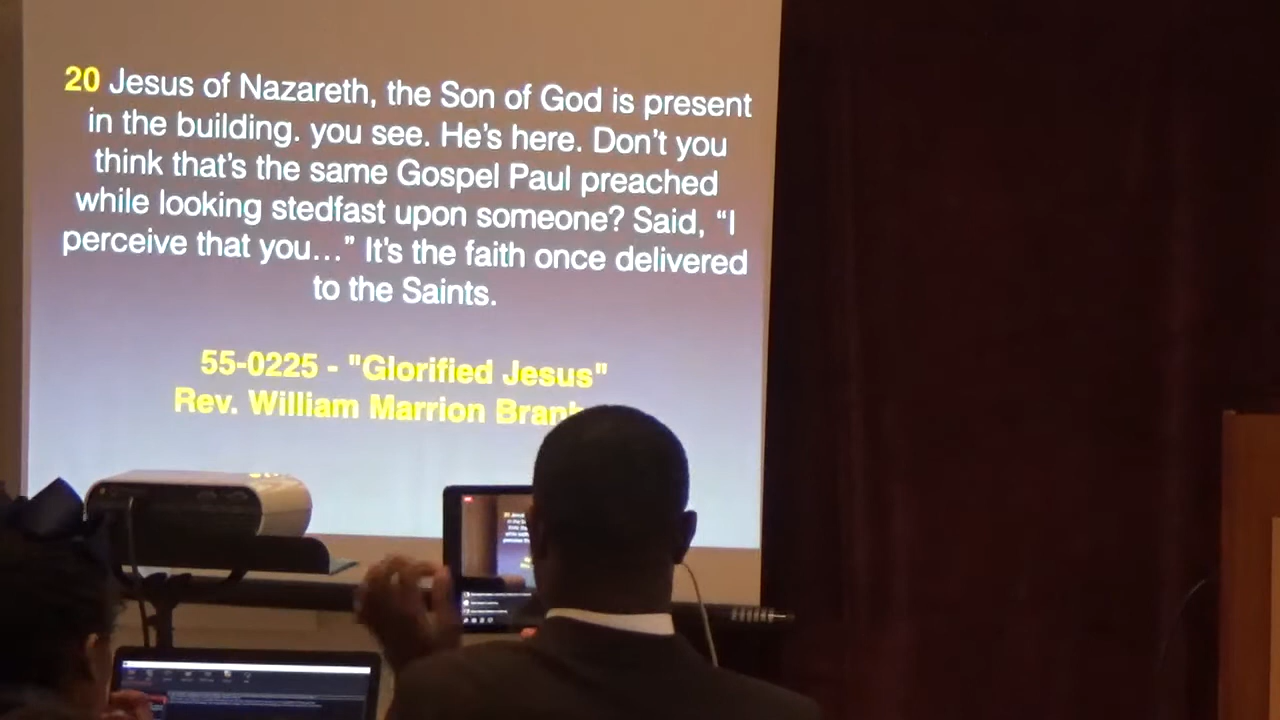 20 Jesus of Nazareth, the Son of God is present
in the building. you see. He's here. Don't you
think that's the same Gospel Paul preached
while looking stedfast upon someone? Said, “I
perceive that you…” It's the faith once delivered
to the Saints.
55-0225 - "Glorified Jesus"
Rev. William Marrion